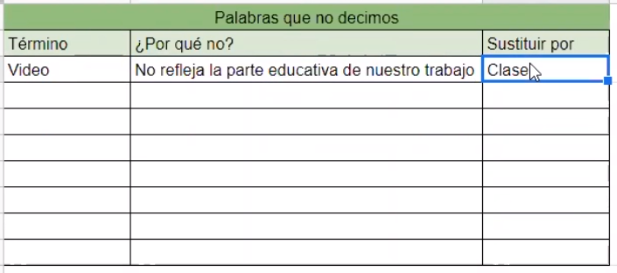 Palabras que no decimos
Término ¿Por qué no? Sustituir por
Video No refleja la parte educativa de nuestro trabajo Clase